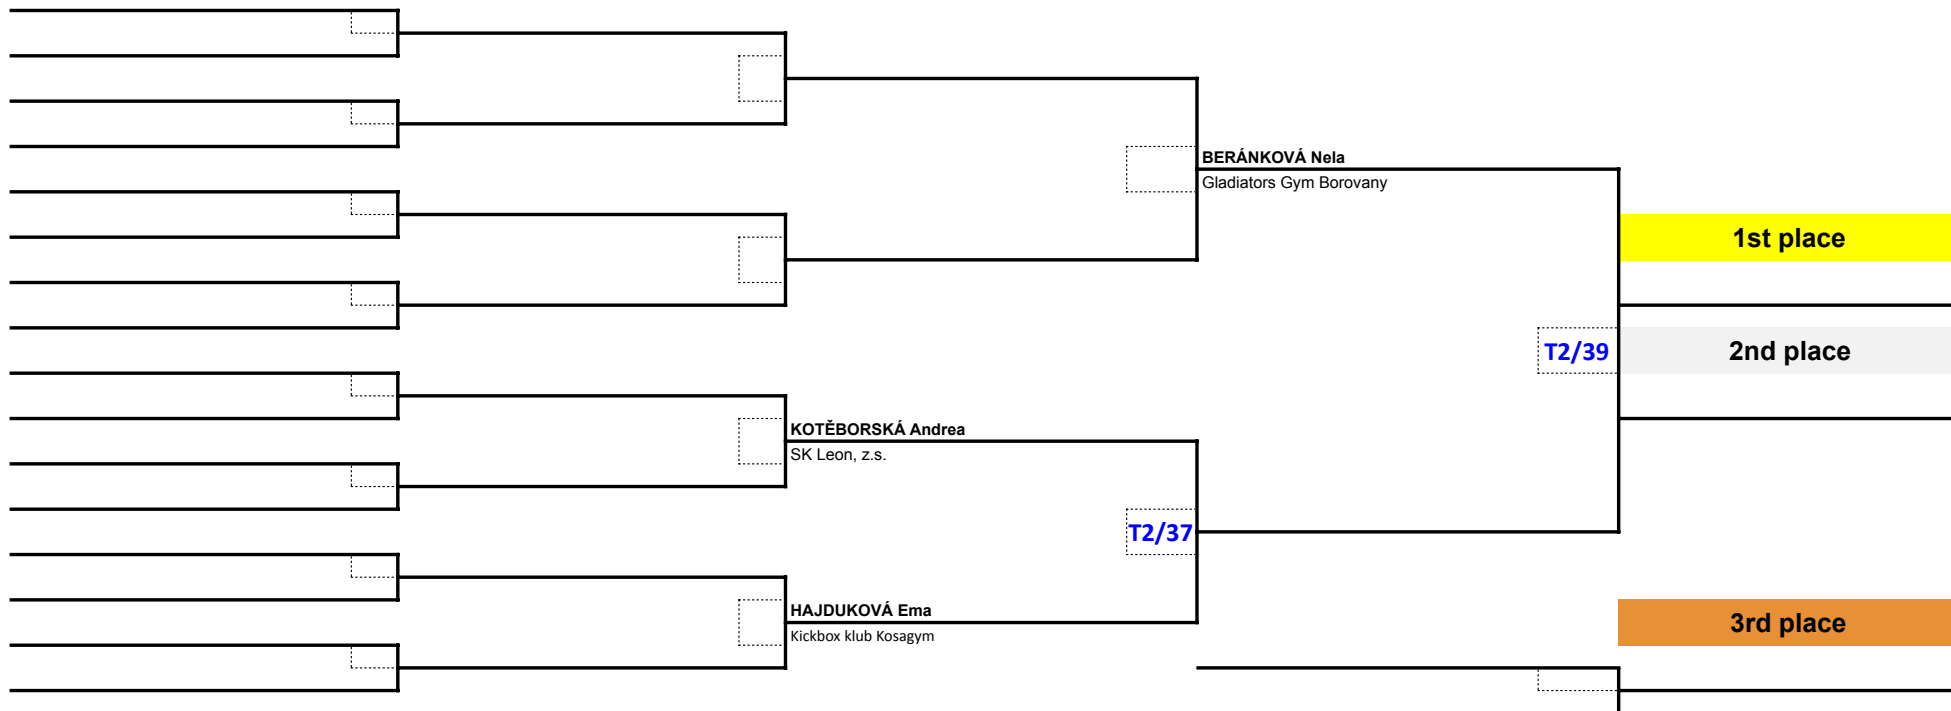 BERÁNKOVÁ Nela
Gladiators Gym Borovany
1st place
T2/39
2nd place
KOTĚBORSKÁ Andrea
SK Leon, z.s.
T2/37
HAJDUKOVÁ Ema
Kickbox klub Kosagym
3rd place